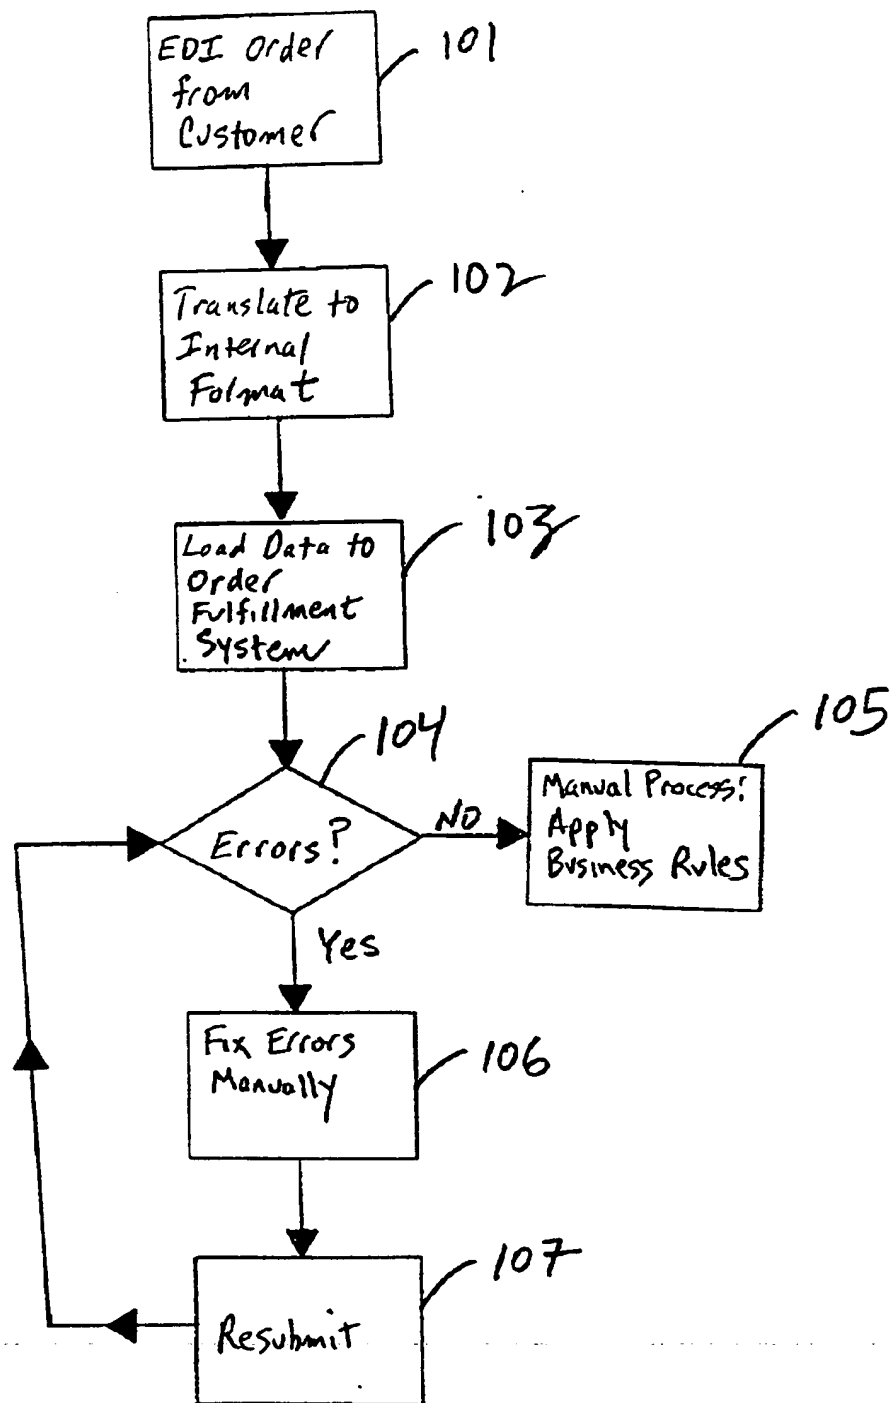 EDI Order
from
Customer
101
Translate to
Internal
Format
102
Load Data to
Order
Fulfillment
System
103
104
Errors?
NO
Manual Process:
Apply
Business Rules
105
Yes
Fix Errors
Manually
106
Resubmit
107